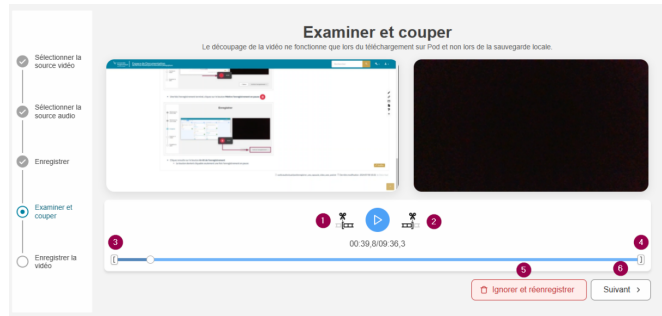 Examiner et couper
Le découpage de la vidéo ne fonctionne que lors du téléchargement sur Pod et non lors de la sauvegarde locale.
Sélectionner la
source vidéo
Sélectionner la
source audio
Enregistrer
Examiner et
couper
Enregistrer la
vidéo
Enregistrer
1
2
00:39,8/09:36,3
3
4
5
6
Ignorer et réenregistrer
Suivant >